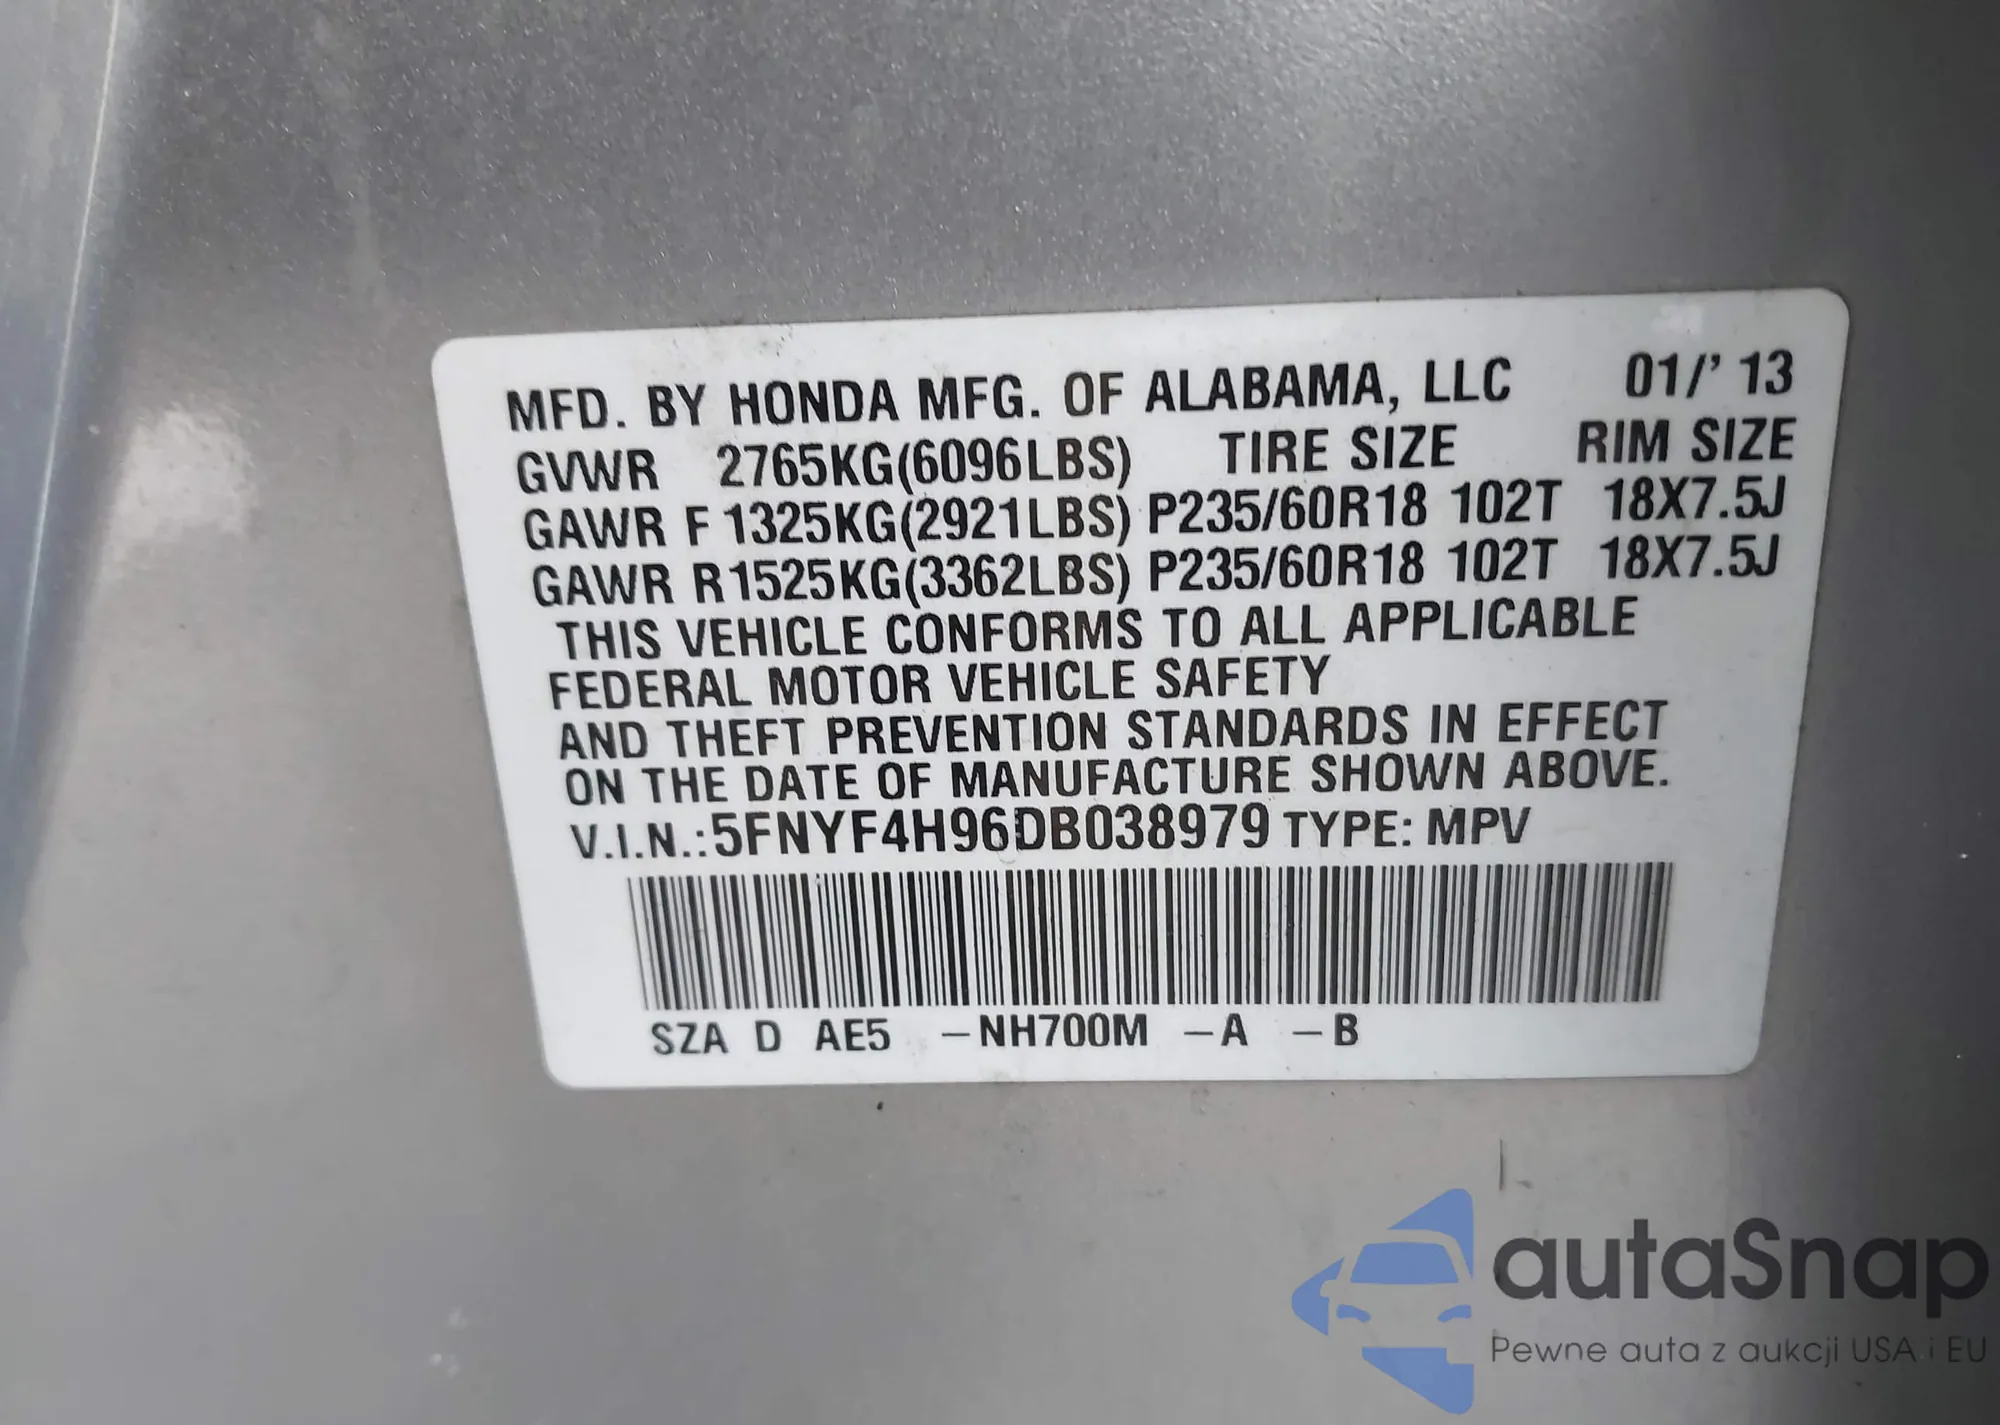 MFD. BY HONDA MFG. OF ALABAMA, LLC 01/' 13
GVWR 2765KG(6096LBS) TIRE SIZE RIM SIZE
GAWR F 1325KG(2921LBS) P235/60R18 102T 18X7.5J
GAWR R 1525KG(3362LBS) P235/60R18 102T 18X7.5J
THIS VEHICLE CONFORMS TO ALL APPLICABLE
FEDERAL MOTOR VEHICLE SAFETY
AND THEFT PREVENTION STANDARDS IN EFFECT
ON THE DATE OF MANUFACTURE SHOWN ABOVE.
V.I.N.:5FNYF4H96DB038979 TYPE: MPV
SZA D AE5 –NH700M –A –B
autaSnap
Pewne auta z aukcji USA i EU